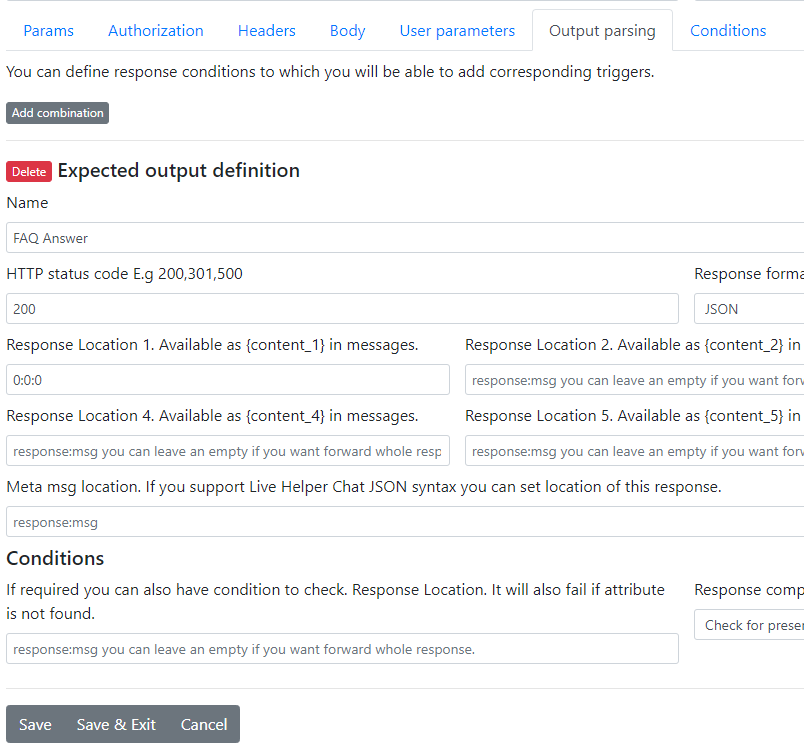 Params Authorization Headers Body User parameters Output parsing Conditions
You can define response conditions to which you will be able to add corresponding triggers.
Add combination
Delete Expected output definition
Name
FAQ Answer
HTTP status code E.g 200,301,500 Response forma
200 JSON
Response Location 1. Available as {content_1} in messages. Response Location 2. Available as {content_2} in
0:0:0 response:msg you can leave an empty if you want forw
Response Location 4. Available as {content_4} in messages. Response Location 5. Available as {content_5} in
response:msg you can leave an empty if you want forward whole resp response:msg you can leave an empty if you want forw
Meta msg location. If you support Live Helper Chat JSON syntax you can set location of this response.
response:msg
Conditions
If required you can also have condition to check. Response Location. It will also fail if attribute Response comp
is not found.
Check for preser
response:msg you can leave an empty if you want forward whole response.
Save Save & Exit Cancel